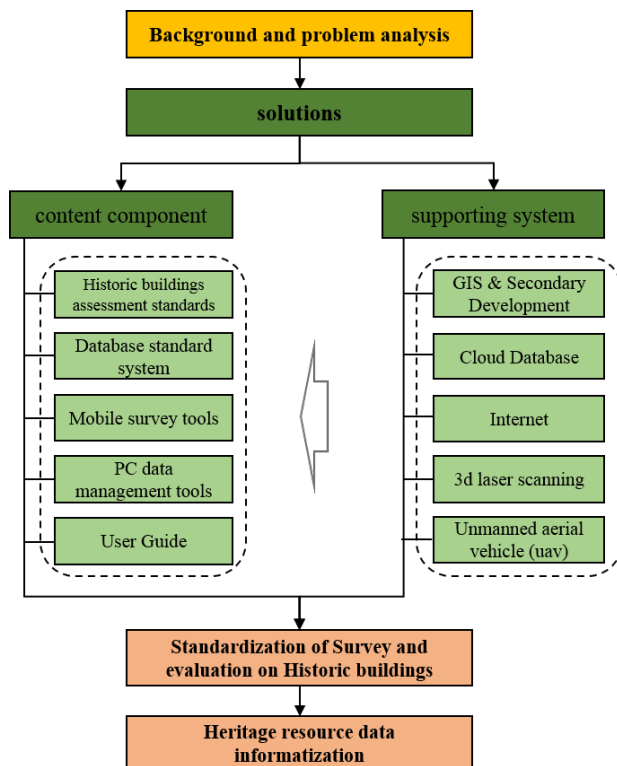 Background and problem analysis
solutions
content component
supporting system
Historic buildings
assessment standards
Database standard
system
Mobile survey tools
PC data
management tools
User Guide
GIS & Secondary
Development
Cloud Database
Internet
3d laser scanning
Unmanned aerial
vehicle (uav)
Standardization of Survey and
evaluation on Historic buildings
Heritage resource data
informatization